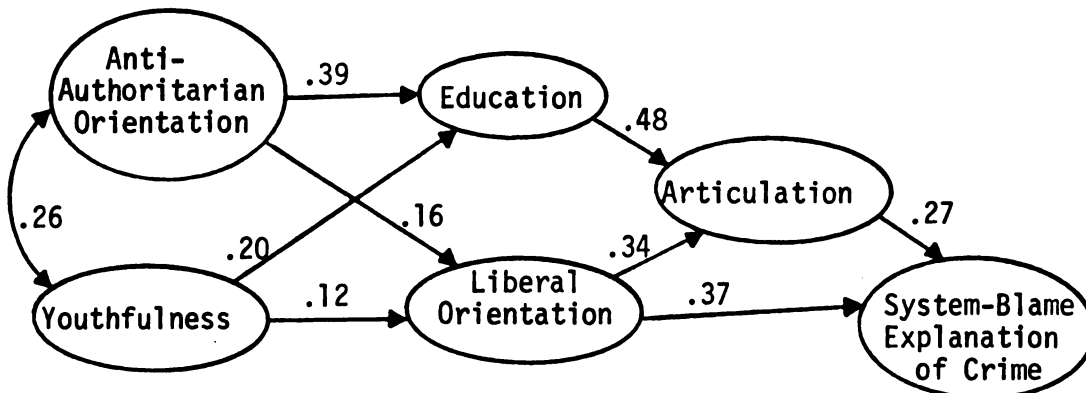 Anti-
Authoritarian
Orientation
.39
Education
.48
Articulation
.26
.20
.16
.34
.27
Youthfulness
.12
Liberal
Orientation
.37
System-Blame
Explanation
of Crime